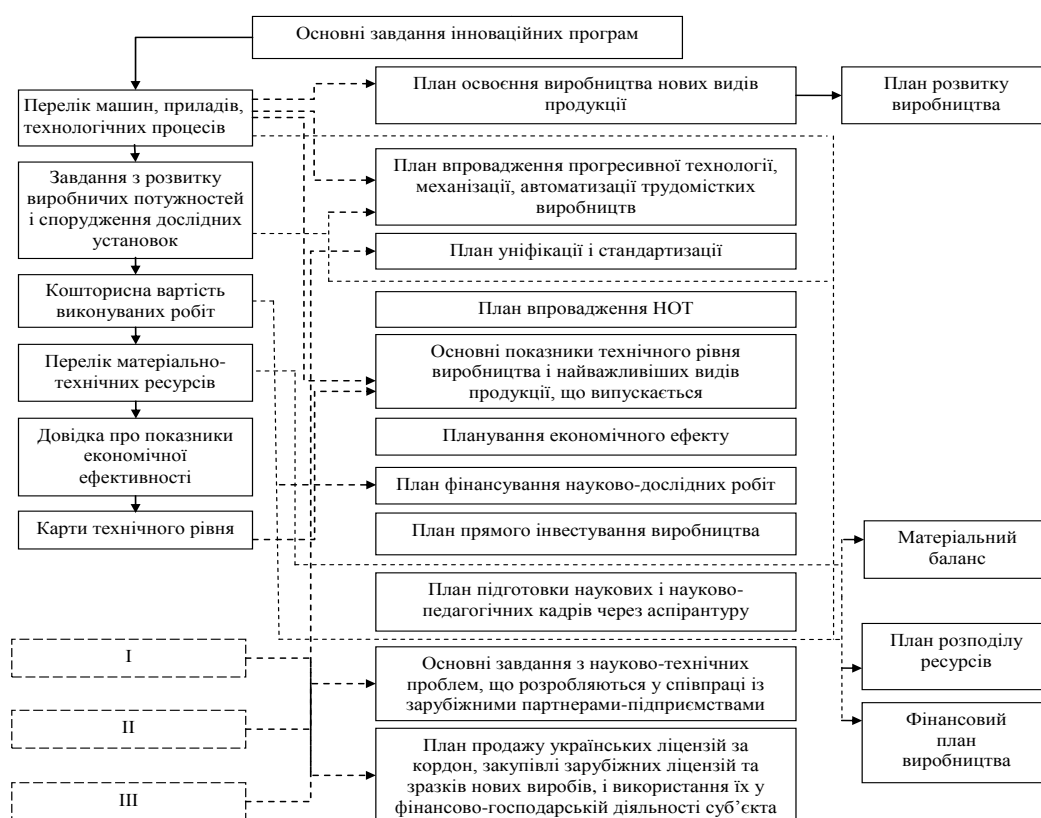 Основні завдання інноваційних програм
Перелік машин, приладів,
технологічних процесів
Завдання з розвитку
виробничих потужностей
і спорудження дослідних
установок
Кошторисна вартість
виконуваних робіт
Перелік матеріально-
технічних ресурсів
Довідка про показники
економічної
ефективності
Карти технічного рівня
I
II
III
План освоєння виробництва нових видів
продукції
План впровадження прогресивної технології,
механізації, автоматизації трудомістких
виробництв
План уніфікації і стандартизації
План впровадження НОТ
Основні показники технічного рівня
виробництва і найважливіших видів
продукції, що випускається
Планування економічного ефекту
План фінансування науково-дослідних робіт
План прямого інвестування виробництва
План підготовки наукових і науково-
педагогічних кадрів через аспірантуру
Основні завдання з науково-технічних
проблем, що розробляються у співпраці із
зарубіжними партнерами-підприємствами
План продажу українських ліцензій за
кордон, закупівлі зарубіжних ліцензій та
зразків нових виробів, і використання їх у
фінансово-господарській діяльності суб’єкта
План розвитку
виробництва
Матеріальний
баланс
План розподілу
ресурсів
Фінансовий
план
виробництва